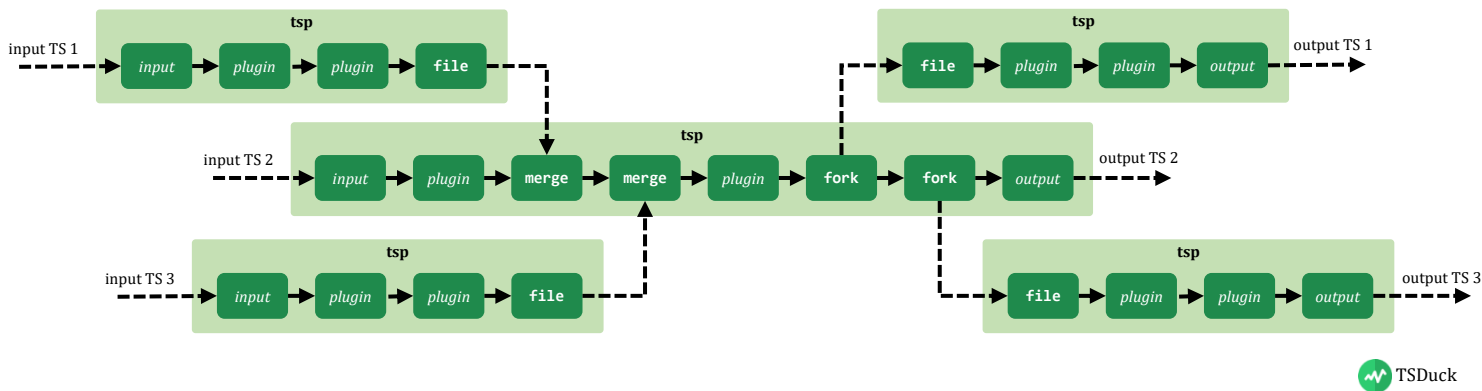 tsp
input TS 1
input plugin plugin file
tsp
file plugin plugin output
output TS 1
tsp
input TS 2
input plugin merge merge plugin fork fork output
output TS 2
tsp
input TS 3
input plugin plugin file
tsp
file plugin plugin output
output TS 3
TSDuck